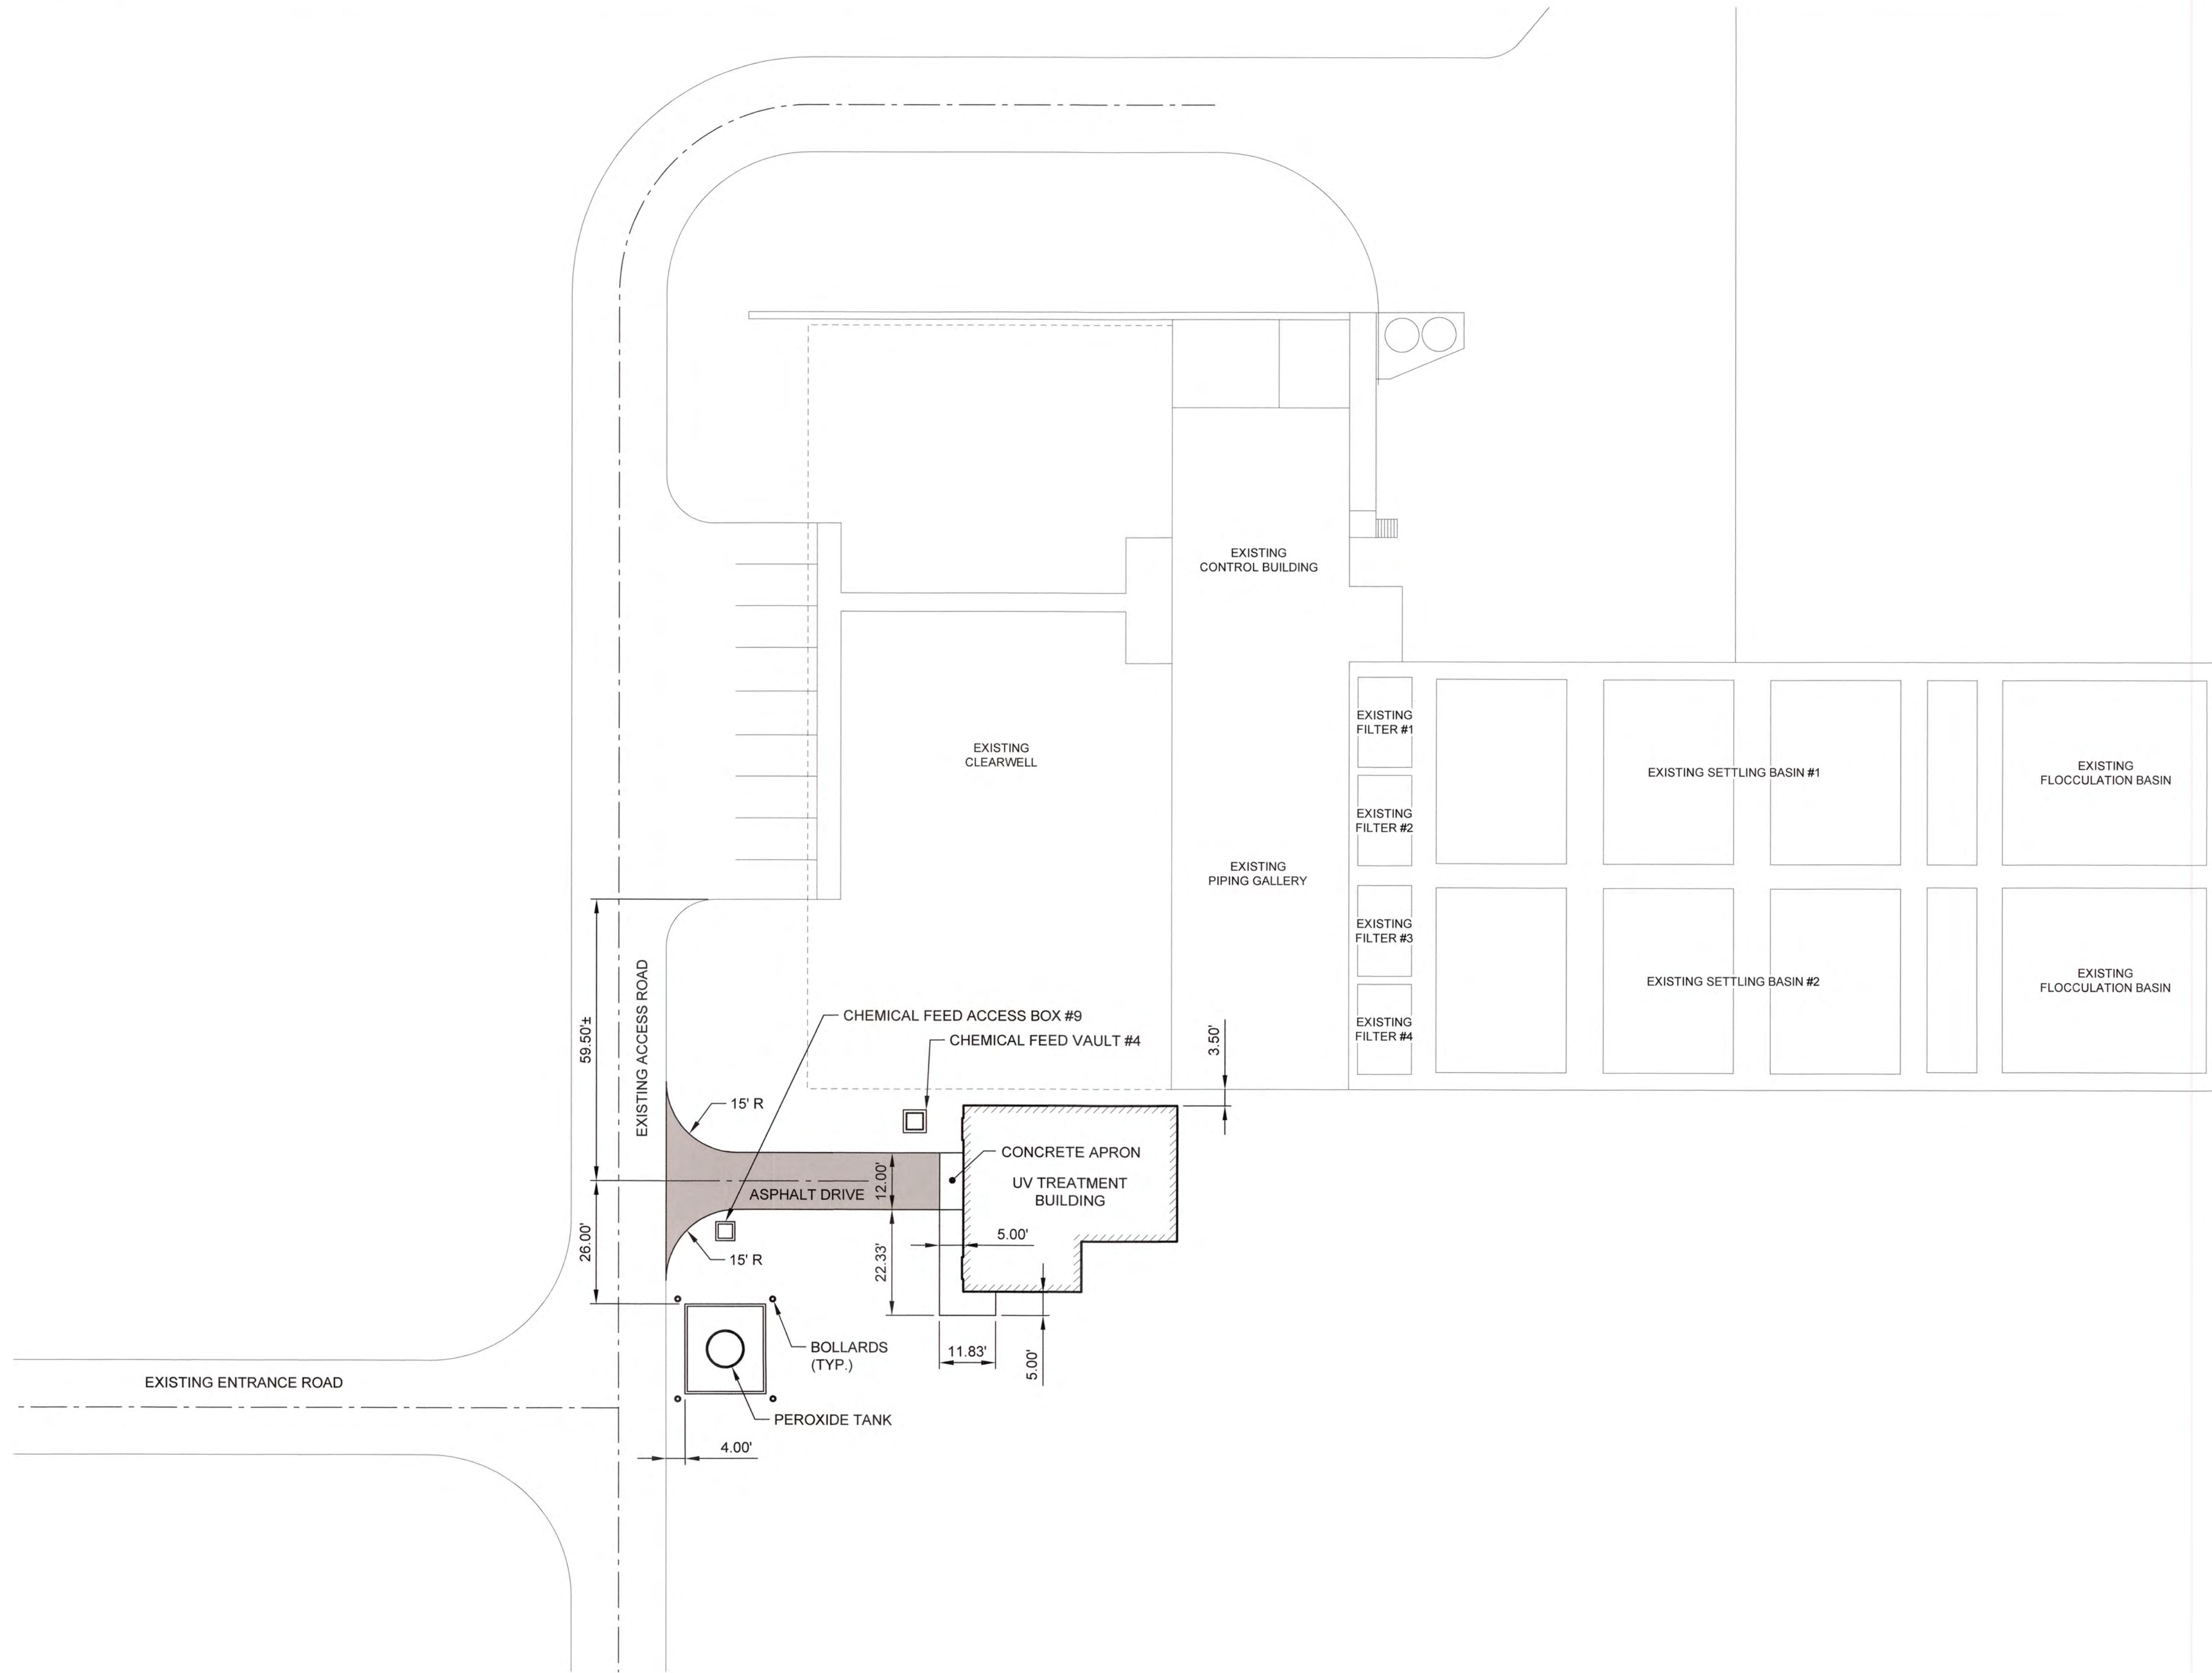 EXISTING
CONTROL BUILDING
EXISTING
FILTER #1
EXISTING
CLEARWELL
EXISTING SETTLING BASIN #1
EXISTING
FLOCCULATION BASIN
EXISTING
FILTER #2
EXISTING
PIPING GALLERY
EXISTING
FILTER #3
EXISTING SETTLING BASIN #2
EXISTING
FLOCCULATION BASIN
EXISTING
FILTER #4
59.50'±
EXISTING ACCESS ROAD
CHEMICAL FEED ACCESS BOX #9
CHEMICAL FEED VAULT #4
3.50'
15' R
CONCRETE APRON
UV TREATMENT
BUILDING
ASPHALT DRIVE
12.00'
26.00'
15' R
22.33'
5.00'
BOLLARDS
(TYP.)
11.83'
5.00'
EXISTING ENTRANCE ROAD
PEROXIDE TANK
4.00'